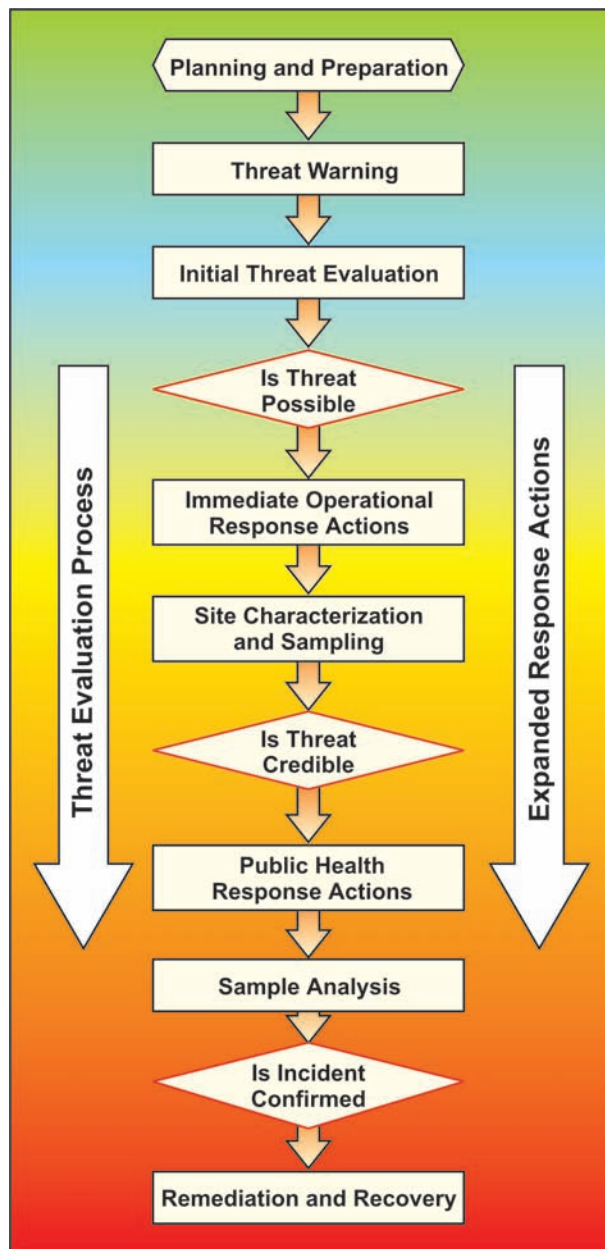 Planning and Preparation
Threat Warning
Initial Threat Evaluation
Is Threat
Possible
Immediate Operational
Response Actions
Site Characterization
and Sampling
Is Threat
Credible
Public Health
Response Actions
Sample Analysis
Is Incident
Confirmed
Remediation and Recovery
Threat Evaluation Process
Expanded Response Actions